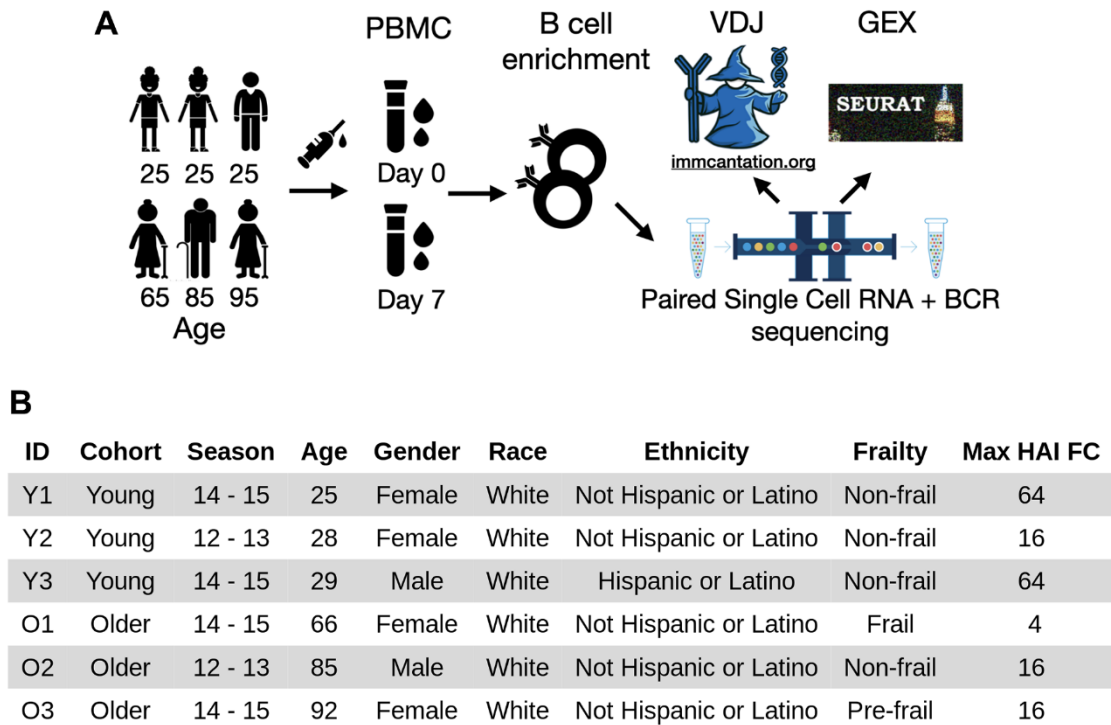 A
PBMC
B cell
enrichment
VDJ
GEX
SEURAT
immcantation.org
25 25 25
Day 0
65 85 95
Age
Day 7
Paired Single Cell RNA + BCR
sequencing
B
ID Cohort Season Age Gender Race Ethnicity Frailty Max HAI FC
Y1 Young 14 - 15 25 Female White Not Hispanic or Latino Non-frail 64
Y2 Young 12 - 13 28 Female White Not Hispanic or Latino Non-frail 16
Y3 Young 14 - 15 29 Male White Hispanic or Latino Non-frail 64
O1 Older 14 - 15 66 Female White Not Hispanic or Latino Frail 4
O2 Older 12 - 13 85 Male White Not Hispanic or Latino Non-frail 16
O3 Older 14 - 15 92 Female White Not Hispanic or Latino Pre-frail 16